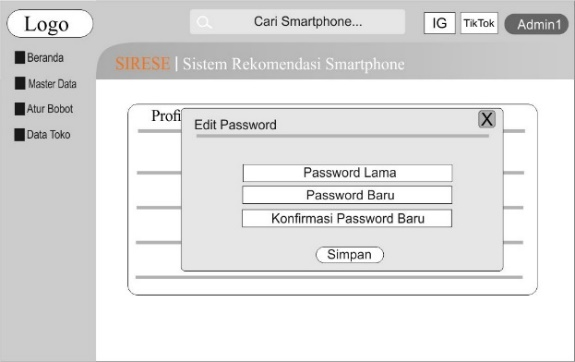 Logo
Cari Smartphone...
IG
TikTok
Admin1
Beranda
Master Data
Atur Bobot
Data Toko
SIRESE | Sistem Rekomendasi Smartphone
Profi
Edit Password
X
Password Lama
Password Baru
Konfirmasi Password Baru
Simpan